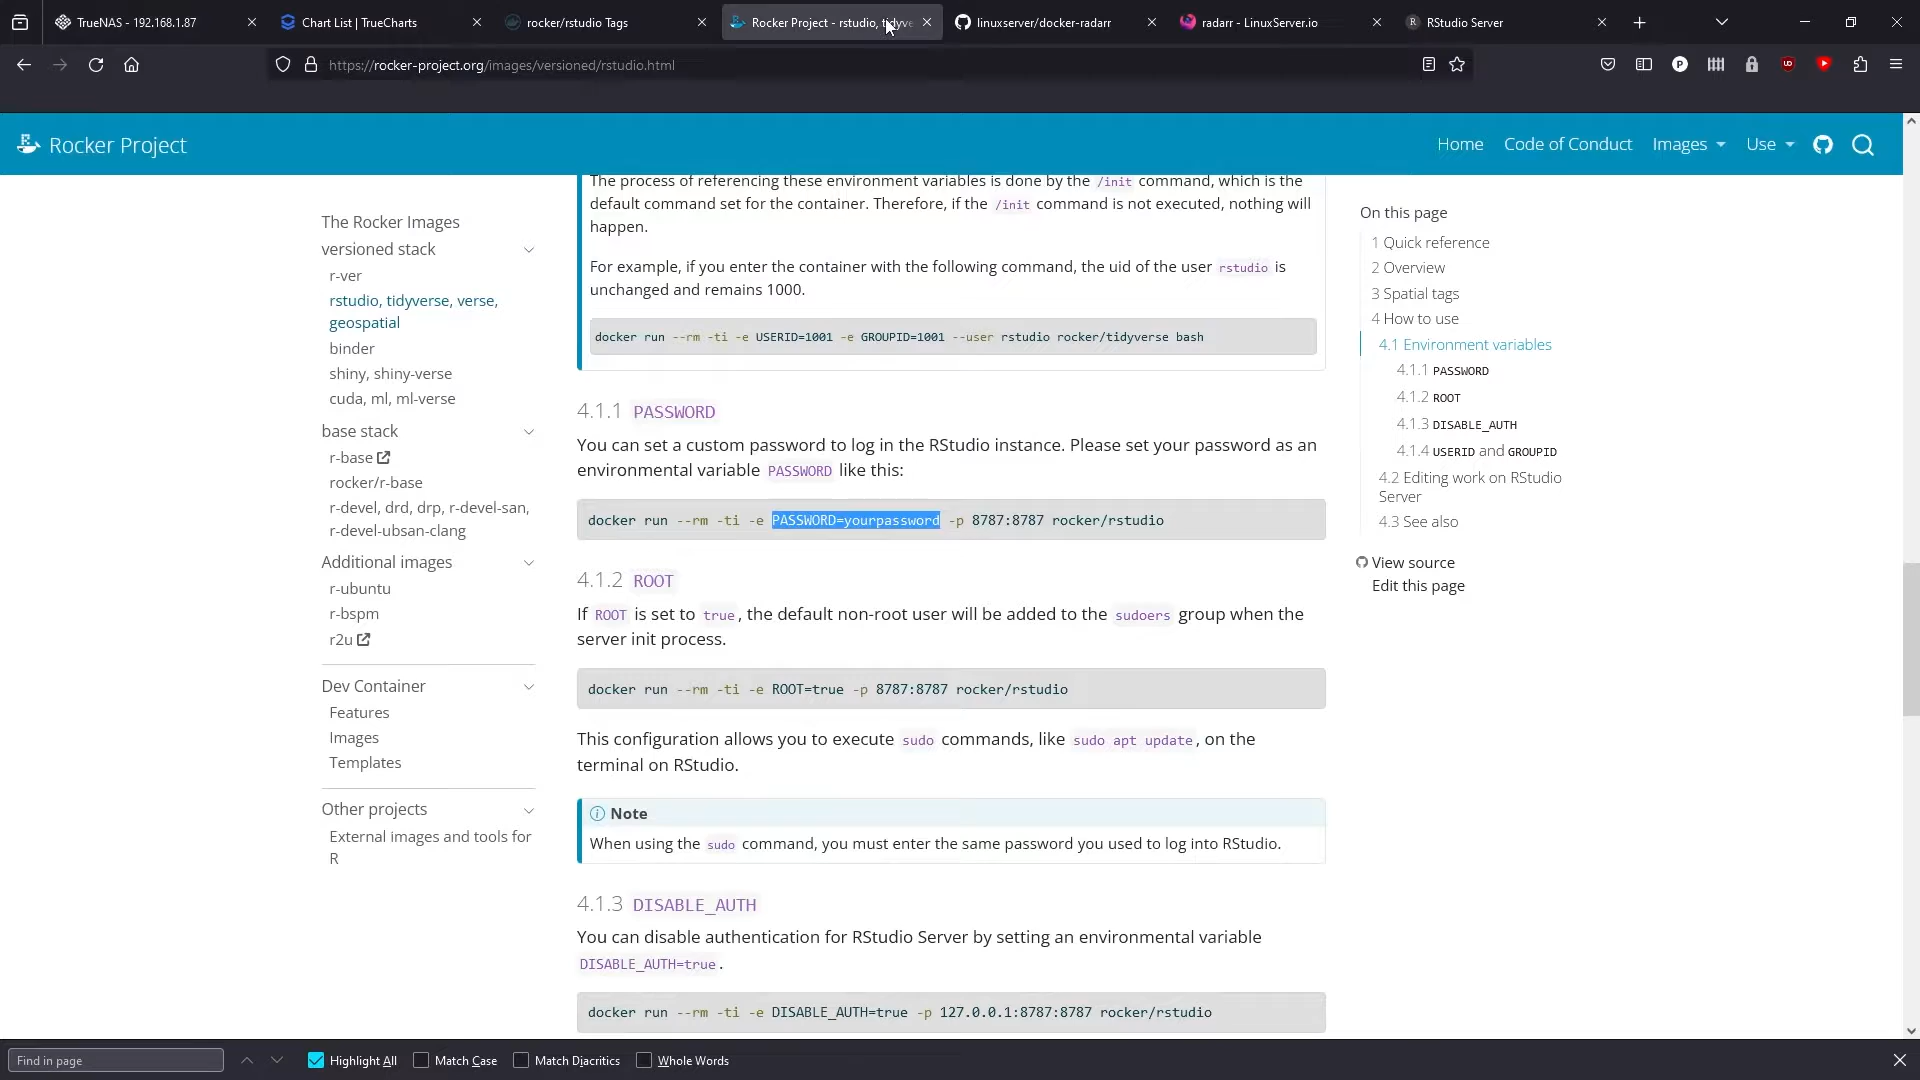 TrueNAS - 192.168.1.87
Chart List | TrueCharts
rocker/rstudio Tags
Rocker Project - rstudio, tidyve
linuxserver/docker-radarr
radarr - LinuxServer.io
R RStudio Server
https://rocker-project.org/images/versioned/rstudio.html
Rocker Project
Home
Code of Conduct
Images
Use
The Rocker Images
versioned stack
r-ver
rstudio, tidyverse, verse,
geospatial
binder
shiny, shiny-verse
cuda, ml, ml-verse
base stack
r-base
rocker/r-base
r-devel, drd, drp, r-devel-san,
r-devel-ubsan-clang
Additional images
r-ubuntu
r-bspm
r2u
Dev Container
Features
Images
Templates
Other projects
External images and tools for
R
The process of referencing these environment variables is done by the /init command, which is the
default command set for the container. Therefore, if the /init command is not executed, nothing will
happen.
For example, if you enter the container with the following command, the uid of the user rstudio is
unchanged and remains 1000.
docker run --rm -ti -e USERID=1001 -e GROUPID=1001 --user rstudio rocker/tidyverse bash
4.1.1 PASSWORD
You can set a custom password to log in the RStudio instance. Please set your password as an
environmental variable PASSWORD like this:
docker run --rm -ti -e PASSWORD=yourpassword -p 8787:8787 rocker/rstudio
4.1.2 ROOT
If ROOT is set to true, the default non-root user will be added to the sudoers group when the
server init process.
docker run --rm -ti -e ROOT=true -p 8787:8787 rocker/rstudio
This configuration allows you to execute sudo commands, like sudo apt update, on the
terminal on RStudio.
Note
When using the sudo command, you must enter the same password you used to log into RStudio.
4.1.3 DISABLE_AUTH
You can disable authentication for RStudio Server by setting an environmental variable
DISABLE_AUTH=true.
docker run --rm -ti -e DISABLE_AUTH=true -p 127.0.0.1:8787:8787 rocker/rstudio
On this page
1 Quick reference
2 Overview
3 Spatial tags
4 How to use
4.1 Environment variables
4.1.1 PASSWORD
4.1.2 ROOT
4.1.3 DISABLE_AUTH
4.1.4 USERID and GROUPID
4.2 Editing work on RStudio
Server
4.3 See also
View source
Edit this page
Find in page
Highlight All
Match Case
Match Diacritics
Whole Words